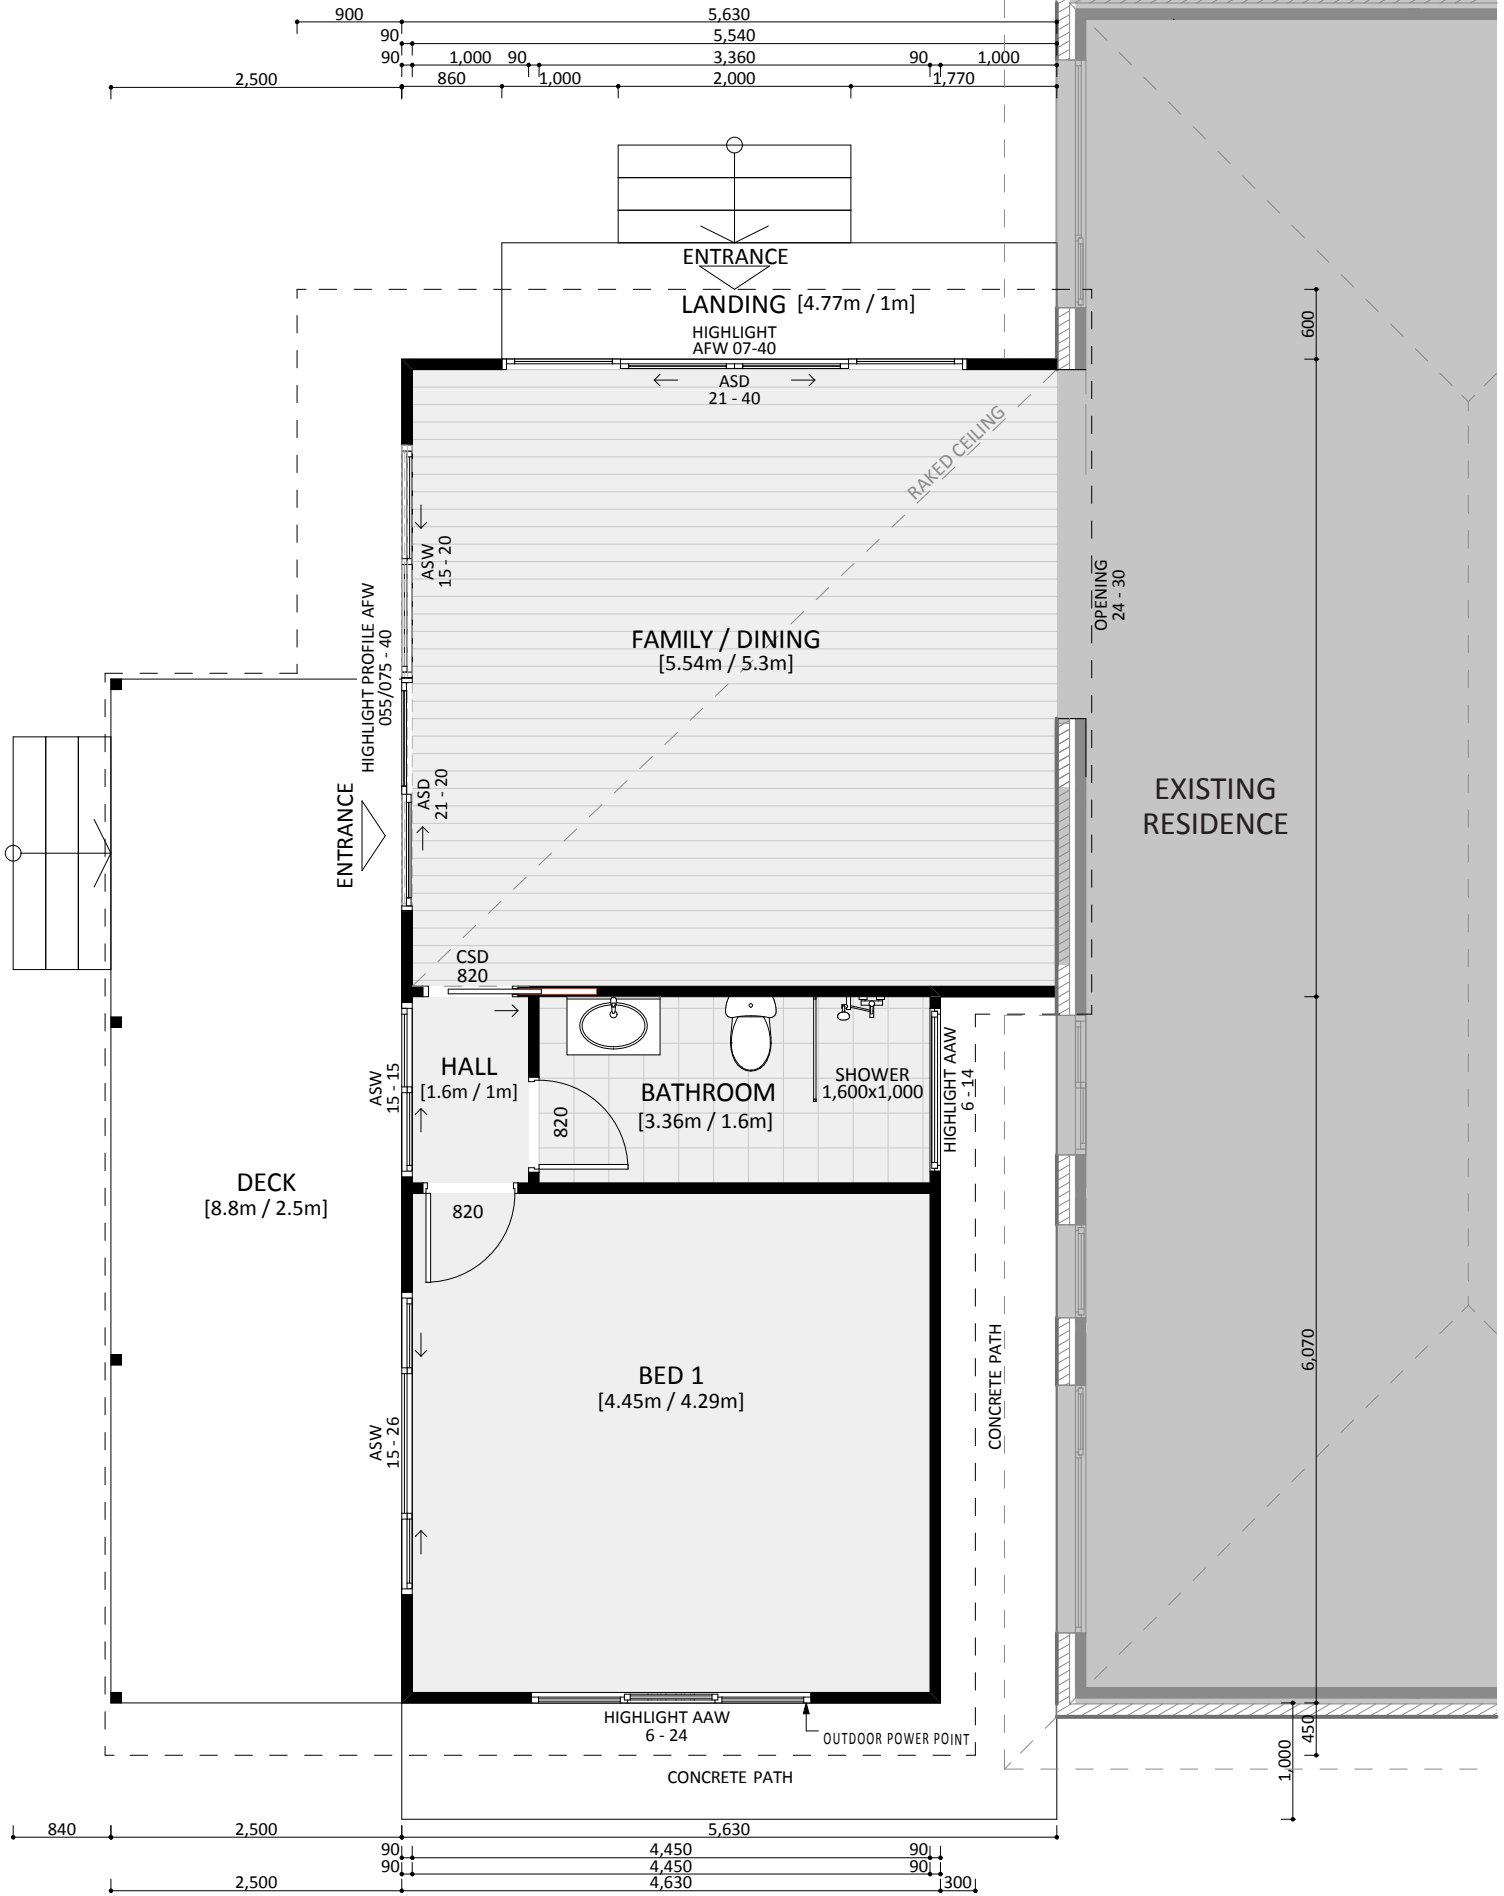 900 5,630
90 5,540
90 1,000 90 3,360 90 1,000
2,500 860 1,000 2,000 1,770
ENTRANCE
LANDING [4.77m / 1m]
HIGHLIGHT
AFW 07-40
ASD
21 - 40
600
RAKED CEILING
ASW
15 - 20
OPENING
24 - 30
HIGHLIGHT PROFILE AFW
055/075 - 40
FAMILY / DINING
[5.54m / 5.3m]
ASD
21 - 20
ENTRANCE
EXISTING
RESIDENCE
CSD
820
HALL
[1.6m / 1m]
ASW
15 - 15
820
BATHROOM
[3.36m / 1.6m]
SHOWER
1,600x1,000
HIGHLIGHT AAW
6 - 14
DECK
[8.8m / 2.5m]
820
BED 1
[4.45m / 4.29m]
ASW
15 - 26
CONCRETE PATH
6,070
HIGHLIGHT AAW
6 - 24
OUTDOOR POWER POINT
450
1,000
CONCRETE PATH
840 2,500 5,630
90 4,450 90
90 4,450 90
2,500 4,630 300